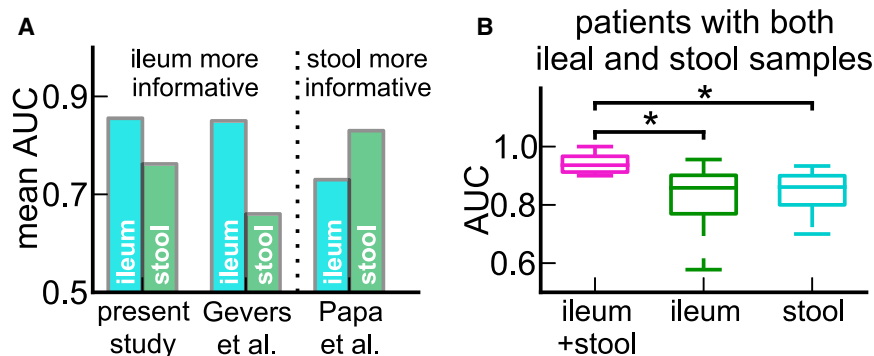 A
ileum more
informative
stool more
informative
mean AUC
0.9
0.7
0.5
ileum
stool
ileum
stool
ileum
stool
present
study
Gevers
et al.
Papa
et al.
B
patients with both
ileal and stool samples
*
*
AUC
1.0
0.8
0.6
ileum
+stool
ileum
stool